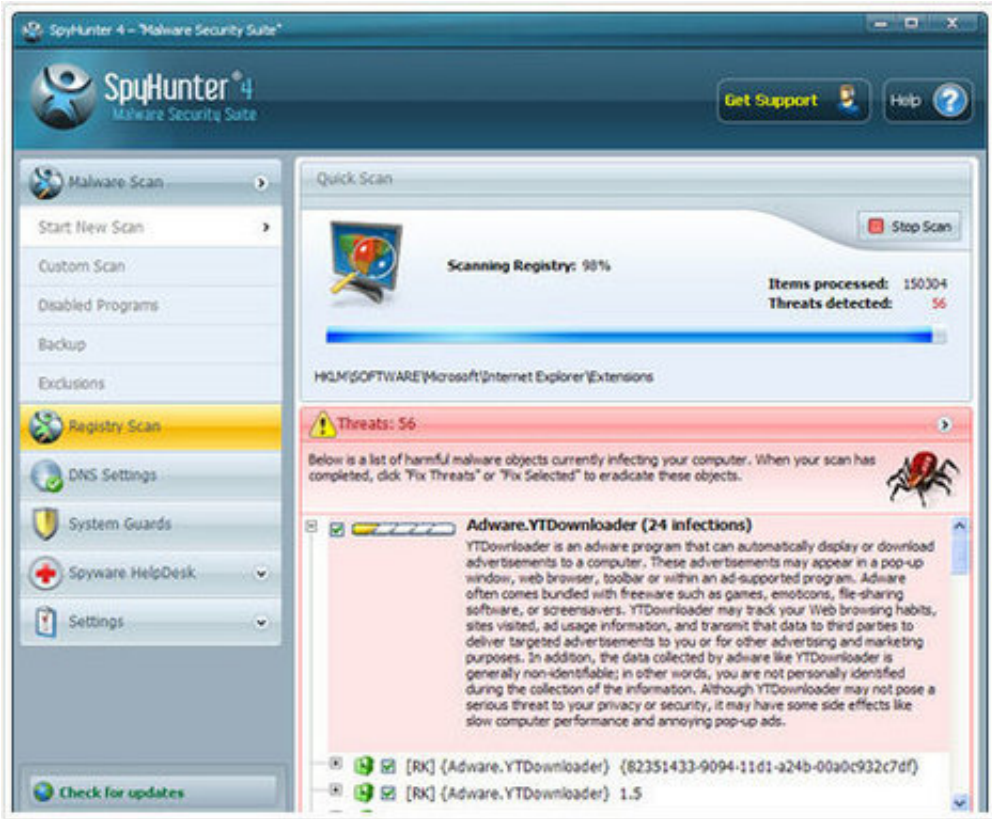 SpyHunter 4 - "Malware Security Suite"
SpyHunter® 4
Malware Security Suite
Get Support
Help
Malware Scan
Start New Scan
Custom Scan
Disabled Programs
Backup
Exclusions
Registry Scan
DNS Settings
System Guards
Spyware HelpDesk
Settings
Check for updates
Quick Scan
Stop Scan
Scanning Registry: 98%
Items processed: 150304
Threats detected: 56
HKLM\SOFTWARE\Microsoft\Internet Explorer\Extensions
Threats: 56
Below is a list of harmful malware objects currently infecting your computer. When your scan has
completed, click "Fix Threats" or "Fix Selected" to eradicate these objects.
Adware.YTDownloader (24 infections)
YTDownloader is an adware program that can automatically display or download
advertisements to a computer. These advertisements may appear in a pop-up
window, web browser, toolbar or within an ad-supported program. Adware
often comes bundled with freeware such as games, emoticons, file-sharing
software, or screensavers. YTDownloader may track your Web browsing habits,
sites visited, ad usage information, and transmit that data to third parties to
deliver targeted advertisements to you or for other advertising and marketing
purposes. In addition, the data collected by adware like YTDownloader is
generally non-identifiable; in other words, you are not personally identified
during the collection of the information. Although YTDownloader may not pose a
serious threat to your privacy or security, it may have some side effects like
slow computer performance and annoying pop-up ads.
[RK] {Adware.YTDownloader} {82351433-9094-11d1-a24b-00a0c932c7df}
[RK] {Adware.YTDownloader} 1.5